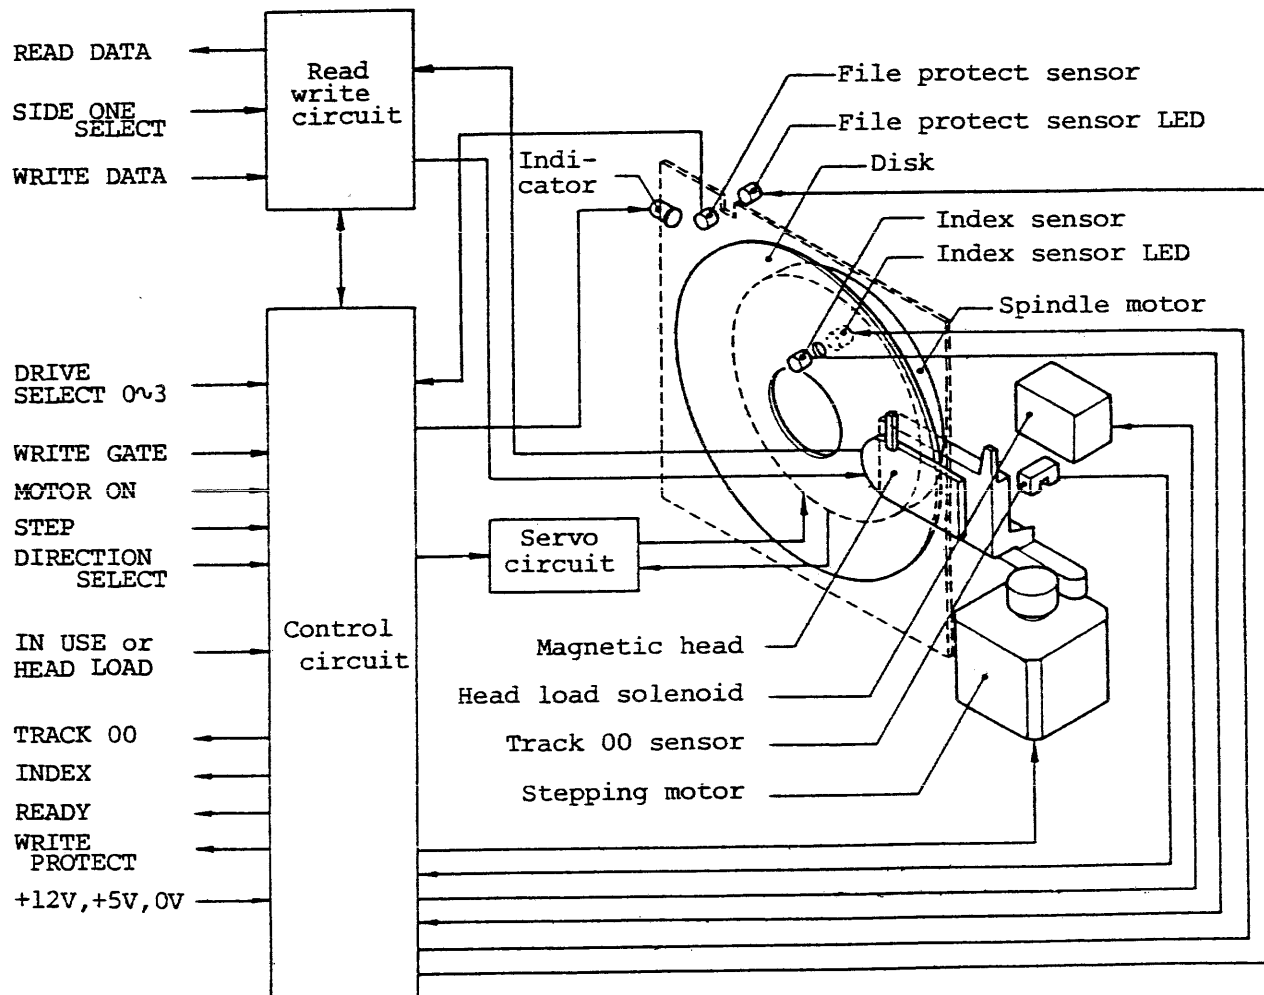 READ DATA
SIDE ONE
SELECT
WRITE DATA
Read
write
circuit
File protect sensor
File protect sensor LED
Disk
Indi-
cator
Index sensor
Index sensor LED
Spindle motor
DRIVE
SELECT 0~3
WRITE GATE
MOTOR ON
STEP
DIRECTION
SELECT
IN USE or
HEAD LOAD
TRACK 00
INDEX
READY
WRITE
PROTECT
+12V,+5V,0V
Control
circuit
Servo
circuit
Magnetic head
Head load solenoid
Track 00 sensor
Stepping motor